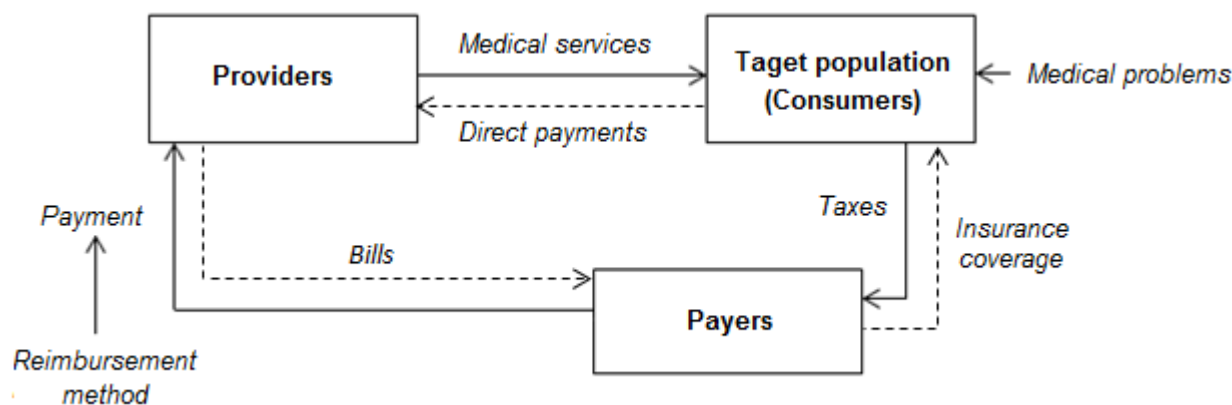 Medical services
Providers
Taget population
(Consumers)
Medical problems
Direct payments
Payment
Taxes
Insurance
coverage
Bills
Payers
Reimbursement
method